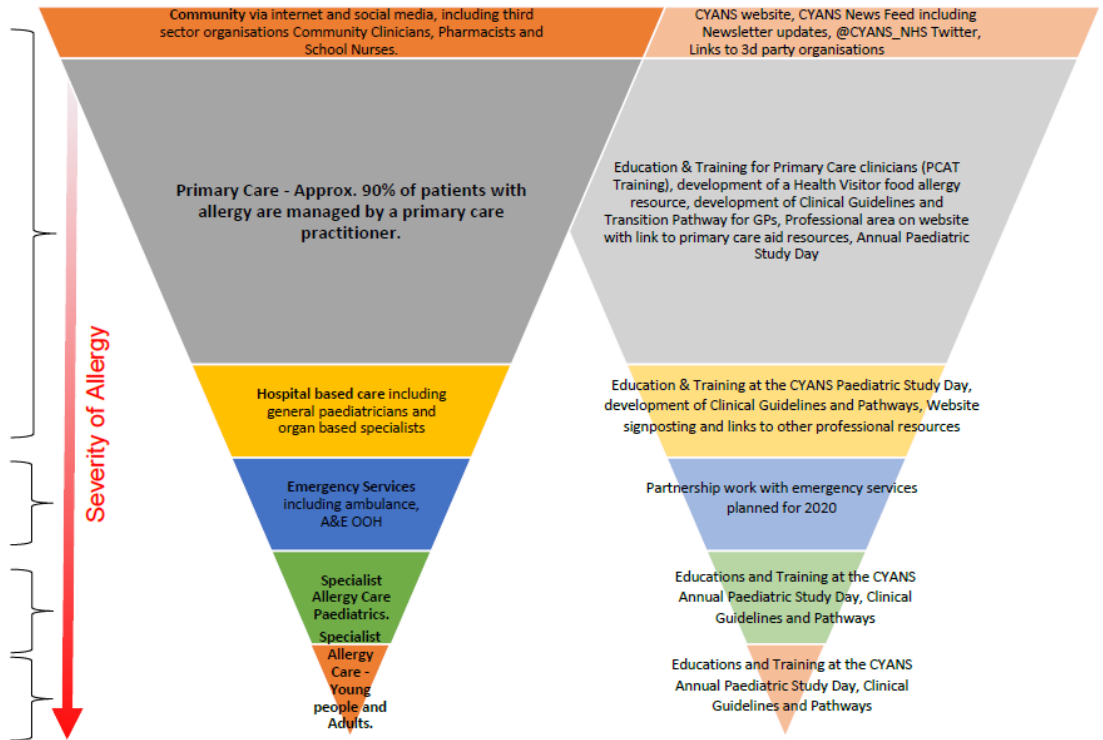 Community via internet and social media, including third
sector organisations Community Clinicians, Pharmacists and
School Nurses.
CYANS website, CYANS News Feed including
Newsletter updates, @CYANS_NHS Twitter,
Links to 3d party organisations
Primary Care - Approx. 90% of patients with
allergy are managed by a primary care
practitioner.
Education & Training for Primary Care clinicians (PCAT
Training), development of a Health Visitor food allergy
resource, development of Clinical Guidelines and
Transition Pathway for GPs, Professional area on website
with link to primary care aid resources, Annual Paediatric
Study Day
Severity of Allergy
Hospital based care including
general paediatricians and
organ based specialists
Education & Training at the CYANS Paediatric Study Day,
development of Clinical Guidelines and Pathways, Website
signposting and links to other professional resources
Emergency Services
including ambulance,
A&E OOH
Partnership work with emergency services
planned for 2020
Specialist
Allergy Care
Paediatrics.
Educations and Training at the CYANS
Annual Paediatric Study Day, Clinical
Guidelines and Pathways
Specialist
Allergy
Care -
Young
people and
Adults.
Educations and Training at the CYANS
Annual Paediatric Study Day, Clinical
Guidelines and Pathways